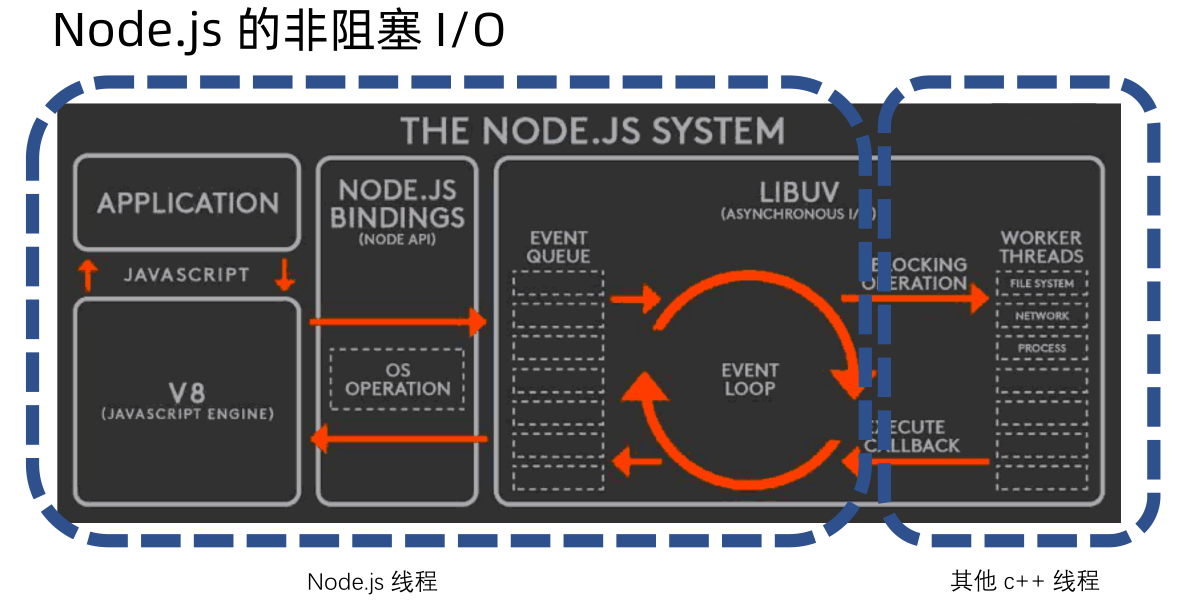 Node.js 的非阻塞 I/O
THE NODE.JS SYSTEM
APPLICATION
JAVASCRIPT
V8
(JAVASCRIPT ENGINE)
NODE.JS
BINDINGS
(NODE API)
OS
OPERATION
LIBUV
(ASYNCHRONOUS I/O)
EVENT
QUEUE
EVENT
LOOP
BLOCKING
OPERATION
EXECUTE
CALLBACK
WORKER
THREADS
FILE SYSTEM
NETWORK
PROCESS
Node.js 线程
其他 c++ 线程